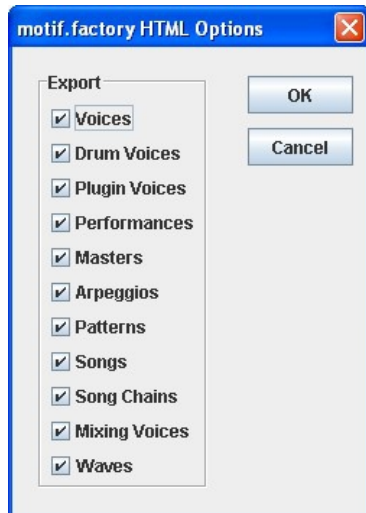 motif.factory HTML Options
Export
Voices
Drum Voices
Plugin Voices
Performances
Masters
Arpeggios
Patterns
Songs
Song Chains
Mixing Voices
Waves
OK
Cancel